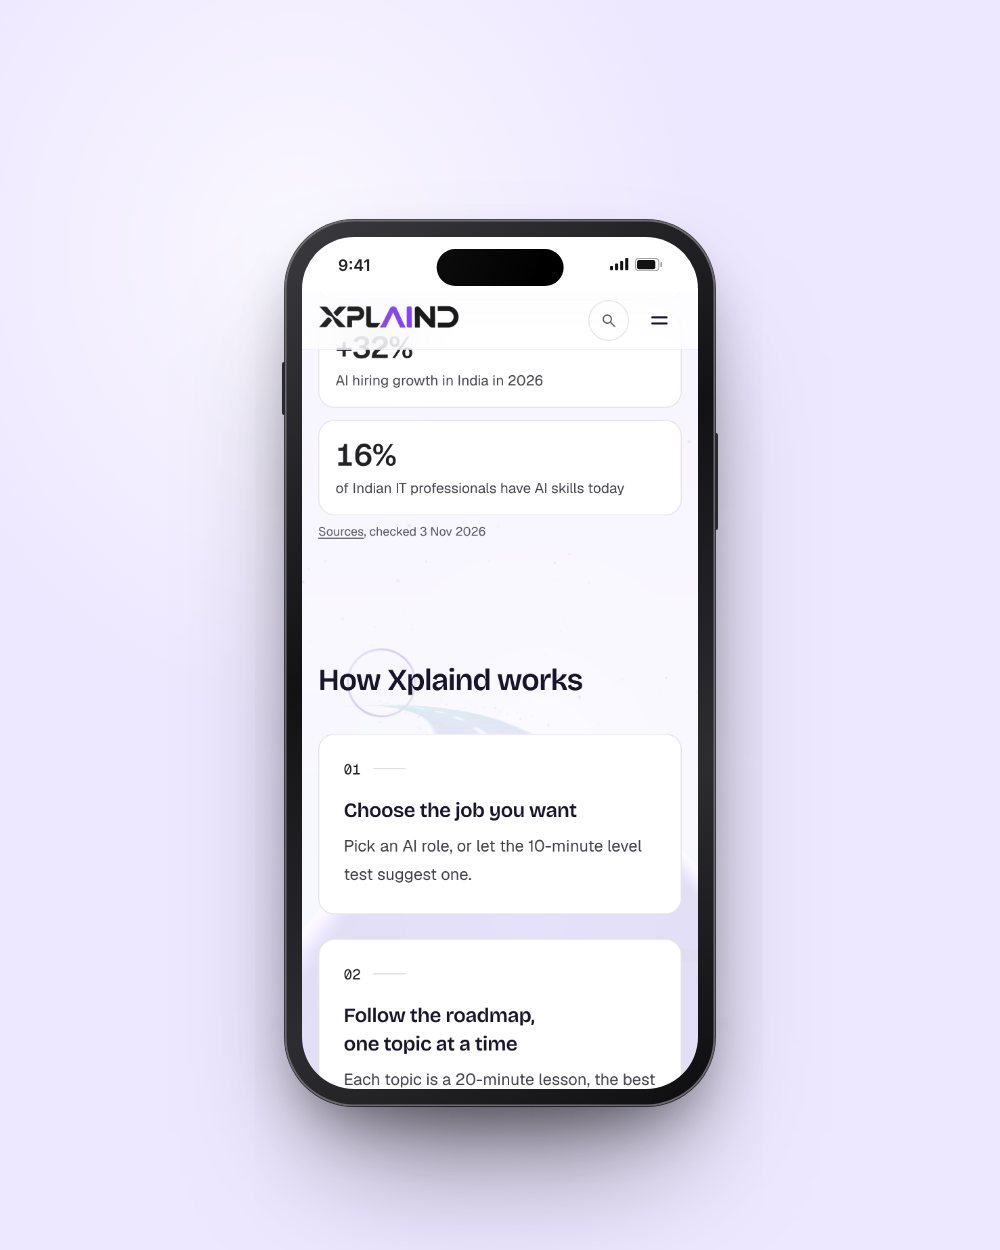 9:41
XPLAIND
+32%
AI hiring growth in India in 2026
16%
of Indian IT professionals have AI skills today
Sources, checked 3 Nov 2026
How Xplaind works
01
Choose the job you want
Pick an AI role, or let the 10-minute level
test suggest one.
02
Follow the roadmap,
one topic at a time
Each topic is a 20-minute lesson, the best